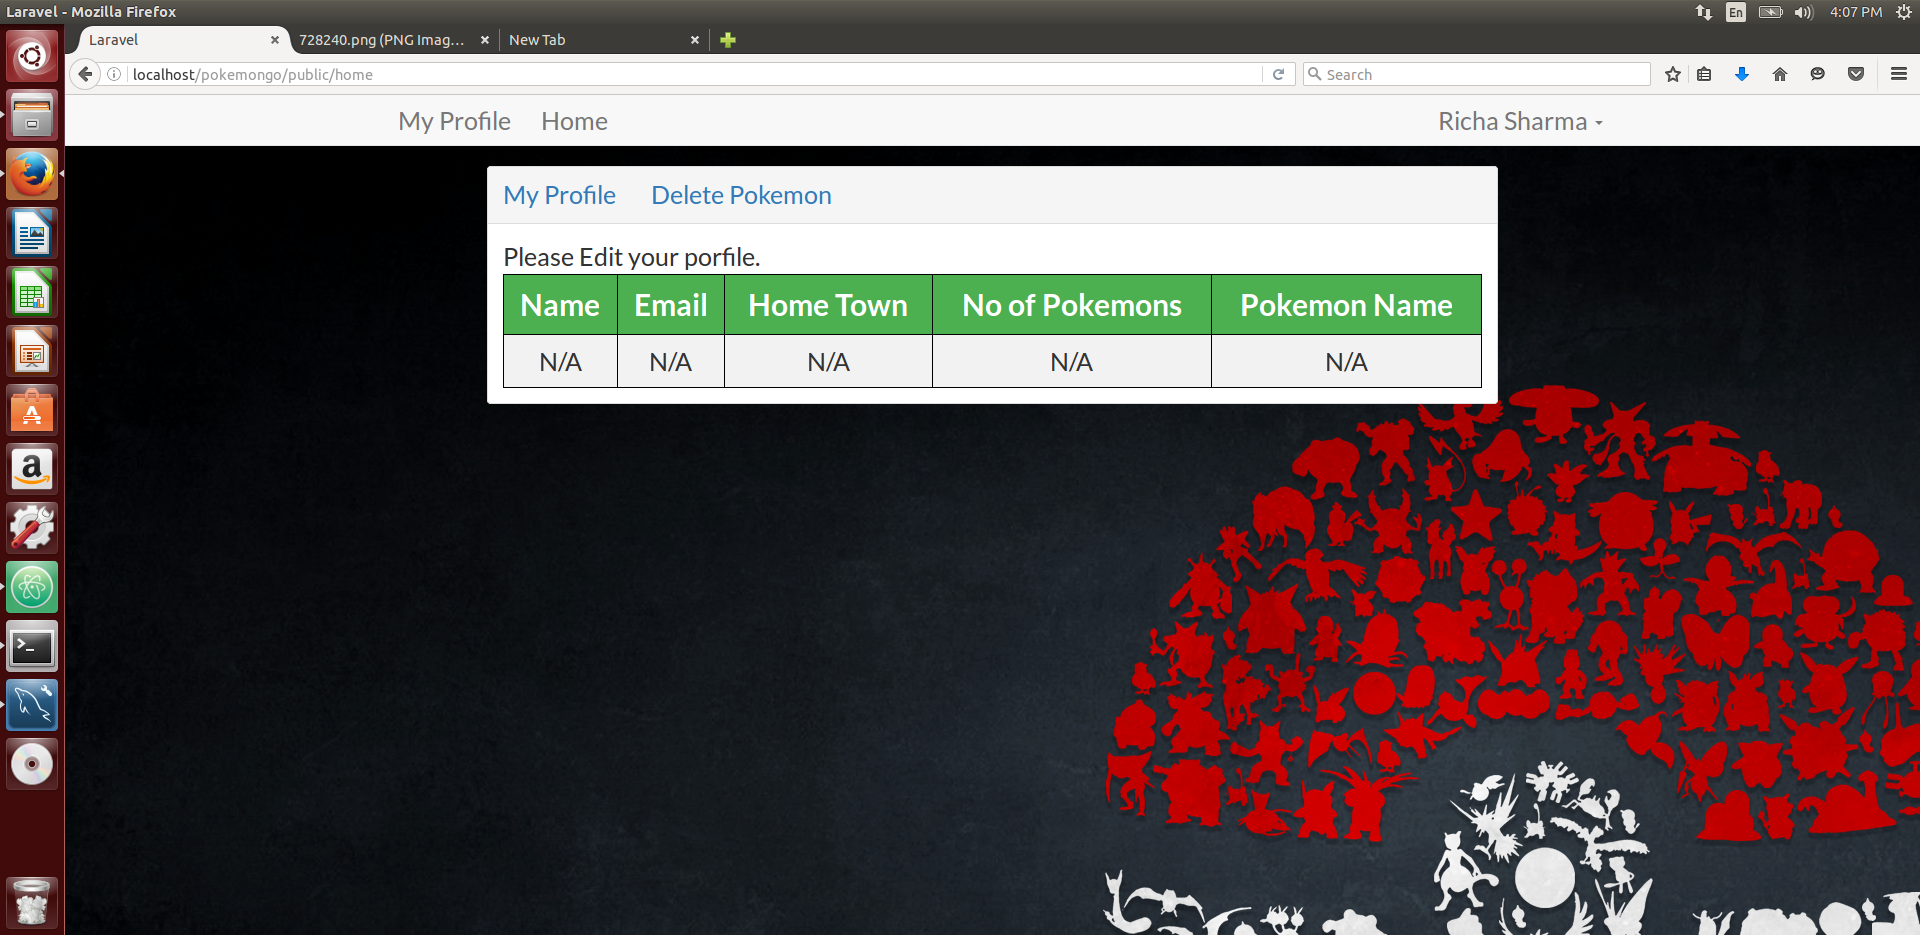 Laravel - Mozilla Firefox
En
4:07 PM
Laravel
728240.png (PNG Imag...
New Tab
localhost/pokemongo/public/home
Search
My Profile Home Richa Sharma
My Profile Delete Pokemon
Please Edit your porfile.
Name Email Home Town No of Pokemons Pokemon Name
N/A N/A N/A N/A N/A